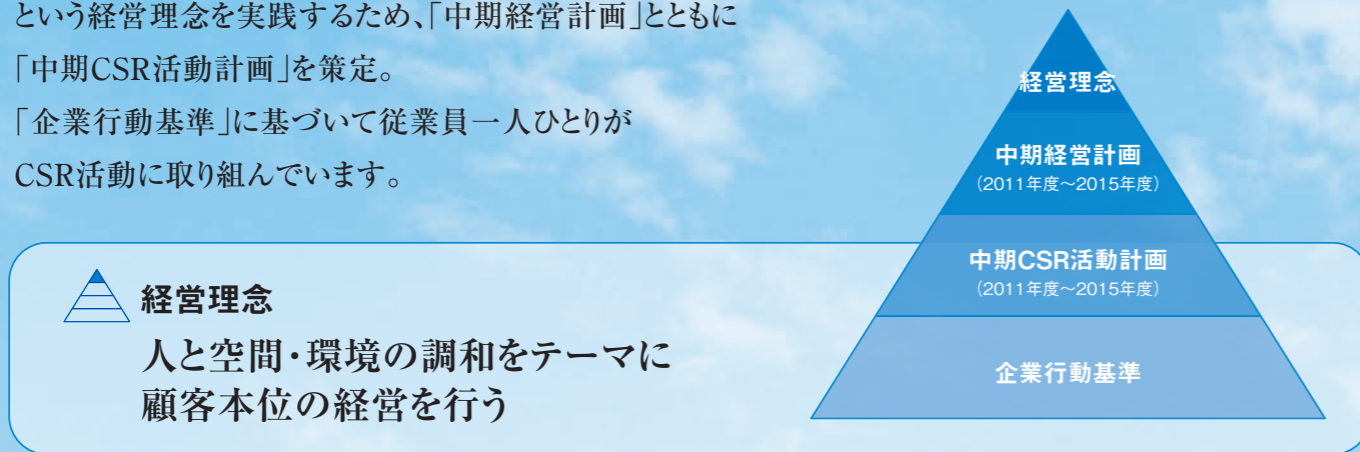 という経営理念を実践するため、「中期経営計画」とともに
「中期CSR活動計画」を策定。
「企業行動基準」に基づいて従業員一人ひとりが
CSR活動に取り組んでいます。
経営理念
人と空間・環境の調和をテーマに
顧客本位の経営を行う
経営理念
中期経営計画
(2011年度~2015年度)
中期CSR活動計画
(2011年度~2015年度)
企業行動基準